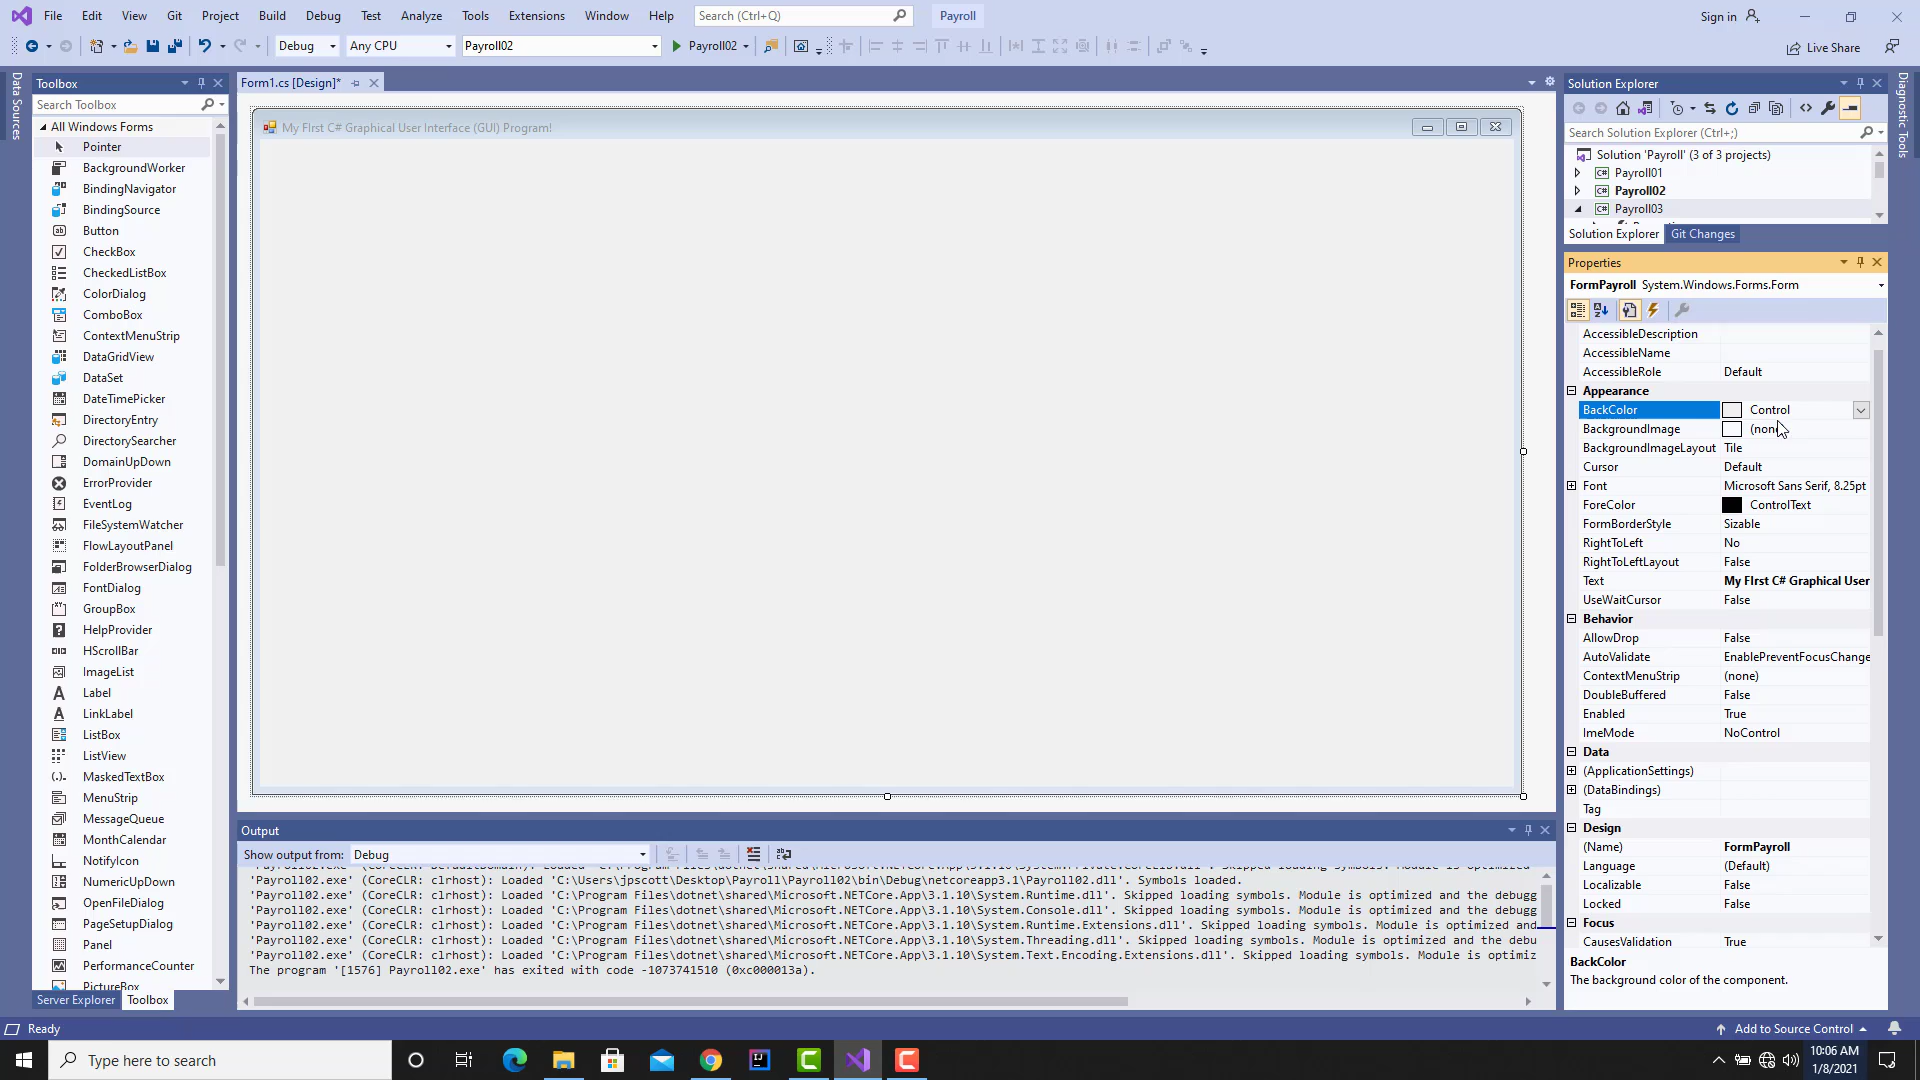 File Edit View Git Project Build Debug Test Analyze Tools Extensions Window Help Search (Ctrl+Q) Payroll Sign in
Debug Any CPU Payroll02 Payroll02 Live Share
Data Sources
Toolbox
Search Toolbox
All Windows Forms
Pointer
BackgroundWorker
BindingNavigator
BindingSource
Button
CheckBox
CheckedListBox
ColorDialog
ComboBox
ContextMenuStrip
DataGridView
DataSet
DateTimePicker
DirectoryEntry
DirectorySearcher
DomainUpDown
ErrorProvider
EventLog
FileSystemWatcher
FlowLayoutPanel
FolderBrowserDialog
FontDialog
GroupBox
HelpProvider
HScrollBar
ImageList
Label
LinkLabel
ListBox
ListView
MaskedTextBox
MenuStrip
MessageQueue
MonthCalendar
NotifyIcon
NumericUpDown
OpenFileDialog
PageSetupDialog
Panel
PerformanceCounter
PictureBox
Server Explorer Toolbox
Form1.cs [Design]*
My FIrst C# Graphical User Interface (GUI) Program!
Output
Show output from: Debug
'Payroll02.exe' (CoreCLR: clrhost): Loaded 'C:\Users\jpscott\Desktop\Payroll\Payroll02\bin\Debug\netcoreapp3.1\Payroll02.dll'. Symbols loaded.
'Payroll02.exe' (CoreCLR: clrhost): Loaded 'C:\Program Files\dotnet\shared\Microsoft.NETCore.App\3.1.10\System.Runtime.dll'. Skipped loading symbols. Module is optimized and the debugg
'Payroll02.exe' (CoreCLR: clrhost): Loaded 'C:\Program Files\dotnet\shared\Microsoft.NETCore.App\3.1.10\System.Console.dll'. Skipped loading symbols. Module is optimized and the debugg
'Payroll02.exe' (CoreCLR: clrhost): Loaded 'C:\Program Files\dotnet\shared\Microsoft.NETCore.App\3.1.10\System.Runtime.Extensions.dll'. Skipped loading symbols. Module is optimized and
'Payroll02.exe' (CoreCLR: clrhost): Loaded 'C:\Program Files\dotnet\shared\Microsoft.NETCore.App\3.1.10\System.Threading.dll'. Skipped loading symbols. Module is optimized and the debu
'Payroll02.exe' (CoreCLR: clrhost): Loaded 'C:\Program Files\dotnet\shared\Microsoft.NETCore.App\3.1.10\System.Text.Encoding.Extensions.dll'. Skipped loading symbols. Module is optimiz
The program '[1576] Payroll02.exe' has exited with code -1073741510 (0xc000013a).
Solution Explorer
Search Solution Explorer (Ctrl+;)
Solution 'Payroll' (3 of 3 projects)
C# Payroll01
C# Payroll02
C# Payroll03
Solution Explorer Git Changes
Properties
FormPayroll System.Windows.Forms.Form
AccessibleDescription
AccessibleName
AccessibleRole Default
Appearance
BackColor Control
BackgroundImage (none)
BackgroundImageLayout Tile
Cursor Default
Font Microsoft Sans Serif, 8.25pt
ForeColor ControlText
FormBorderStyle Sizable
RightToLeft No
RightToLeftLayout False
Text My FIrst C# Graphical User
UseWaitCursor False
Behavior
AllowDrop False
AutoValidate EnablePreventFocusChange
ContextMenuStrip (none)
DoubleBuffered False
Enabled True
ImeMode NoControl
Data
(ApplicationSettings)
(DataBindings)
Tag
Design
(Name) FormPayroll
Language (Default)
Localizable False
Locked False
Focus
CausesValidation True
BackColor
The background color of the component.
Diagnostic Tools
Ready Add to Source Control
Type here to search
10:06 AM
1/8/2021